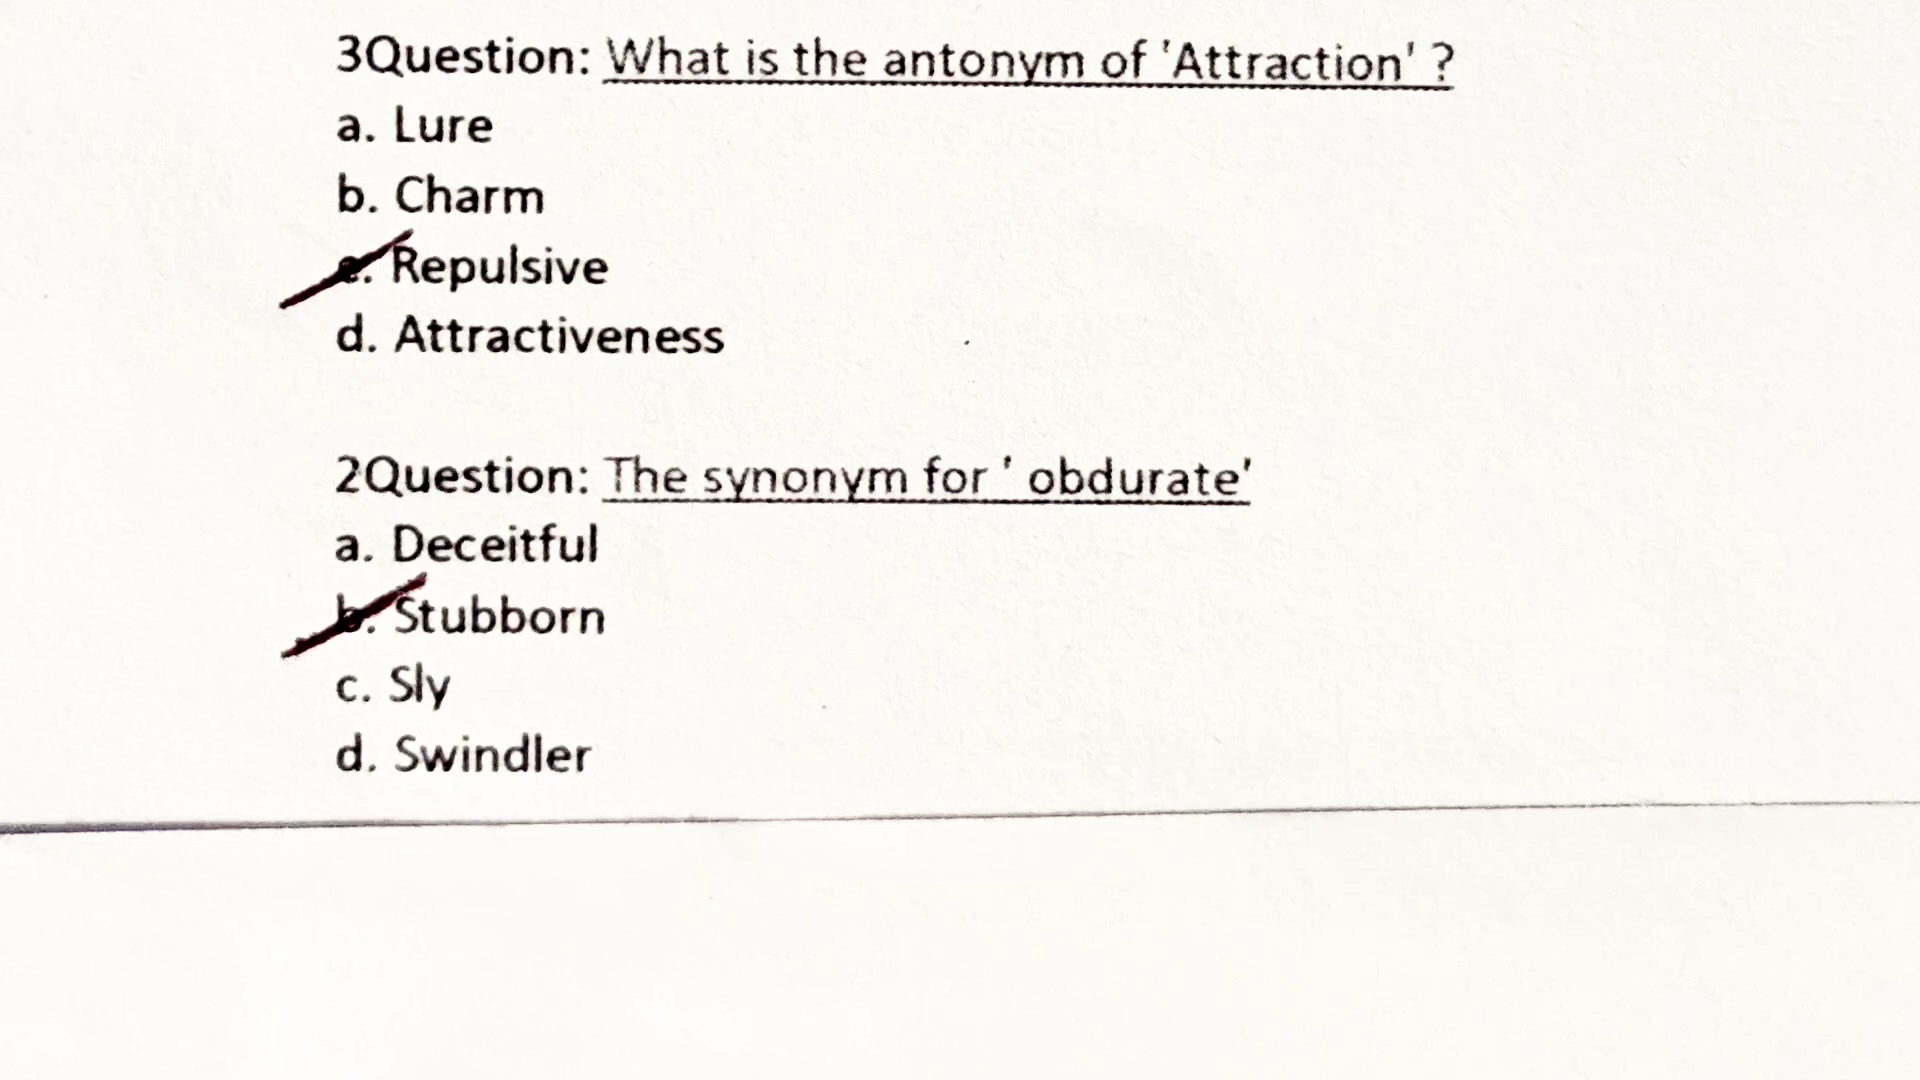 3Question: What is the antonym of 'Attraction' ?
a. Lure
b. Charm
c. Repulsive
d. Attractiveness
2Question: The synonym for ' obdurate'
a. Deceitful
b. Stubborn
c. Sly
d. Swindler